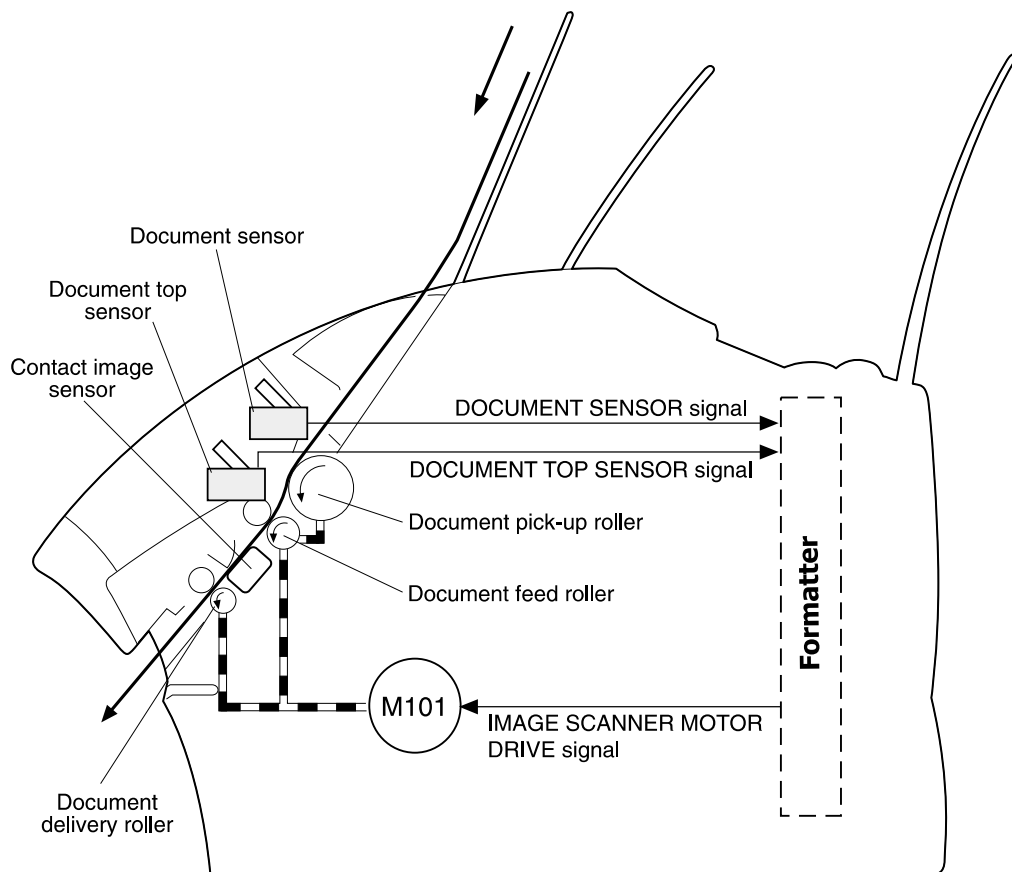 Document sensor
Document top
sensor
Contact image
sensor
DOCUMENT SENSOR signal
DOCUMENT TOP SENSOR signal
Document pick-up roller
Document feed roller
Formatter
M101
IMAGE SCANNER MOTOR
DRIVE signal
Document
delivery roller